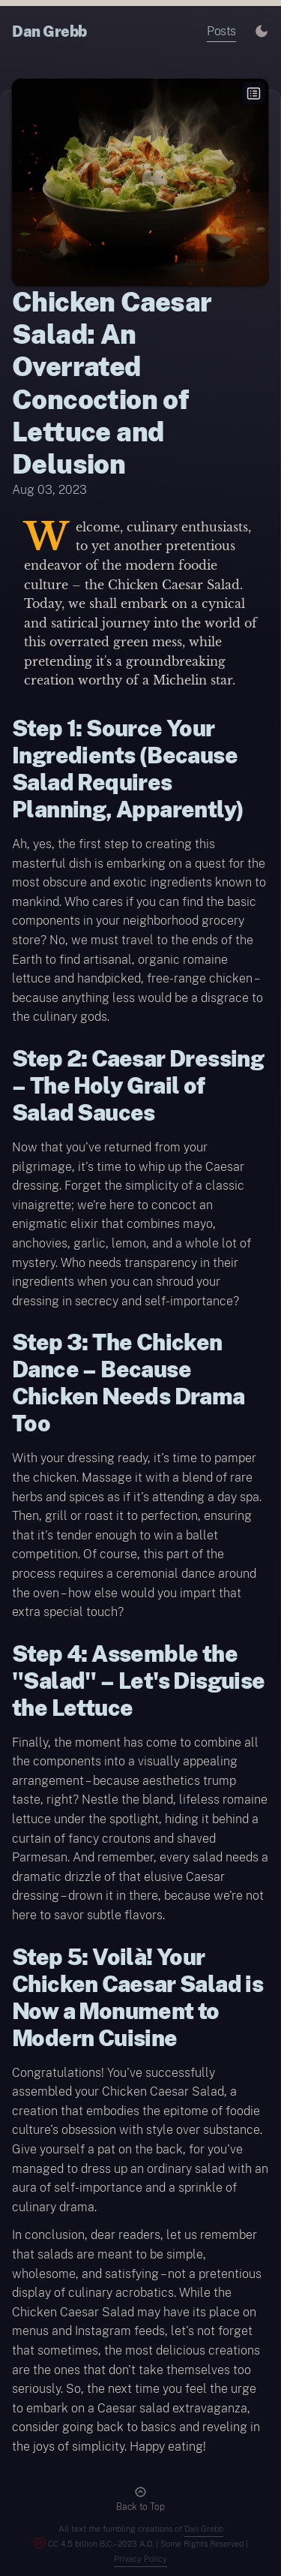 Dan Grebb
Posts
Chicken Caesar
Salad: An
Overrated
Concoction of
Lettuce and
Delusion
Aug 03, 2023
Welcome, culinary enthusiasts,
to yet another pretentious
endeavor of the modern foodie
culture – the Chicken Caesar Salad.
Today, we shall embark on a cynical
and satirical journey into the world of
this overrated green mess, while
pretending it's a groundbreaking
creation worthy of a Michelin star.
Step 1: Source Your
Ingredients (Because
Salad Requires
Planning, Apparently)
Ah, yes, the first step to creating this
masterful dish is embarking on a quest for the
most obscure and exotic ingredients known to
mankind. Who cares if you can find the basic
components in your neighborhood grocery
store? No, we must travel to the ends of the
Earth to find artisanal, organic romaine
lettuce and handpicked, free-range chicken –
because anything less would be a disgrace to
the culinary gods.
Step 2: Caesar Dressing
– The Holy Grail of
Salad Sauces
Now that you've returned from your
pilgrimage, it's time to whip up the Caesar
dressing. Forget the simplicity of a classic
vinaigrette; we're here to concoct an
enigmatic elixir that combines mayo,
anchovies, garlic, lemon, and a whole lot of
mystery. Who needs transparency in their
ingredients when you can shroud your
dressing in secrecy and self-importance?
Step 3: The Chicken
Dance – Because
Chicken Needs Drama
Too
With your dressing ready, it's time to pamper
the chicken. Massage it with a blend of rare
herbs and spices as if it's attending a day spa.
Then, grill or roast it to perfection, ensuring
that it's tender enough to win a ballet
competition. Of course, this part of the
process requires a ceremonial dance around
the oven – how else would you impart that
extra special touch?
Step 4: Assemble the
"Salad" – Let's Disguise
the Lettuce
Finally, the moment has come to combine all
the components into a visually appealing
arrangement – because aesthetics trump
taste, right? Nestle the bland, lifeless romaine
lettuce under the spotlight, hiding it behind a
curtain of fancy croutons and shaved
Parmesan. And remember, every salad needs a
dramatic drizzle of that elusive Caesar
dressing – drown it in there, because we're not
here to savor subtle flavors.
Step 5: Voilà! Your
Chicken Caesar Salad is
Now a Monument to
Modern Cuisine
Congratulations! You've successfully
assembled your Chicken Caesar Salad, a
creation that embodies the epitome of foodie
culture's obsession with style over substance.
Give yourself a pat on the back, for you've
managed to dress up an ordinary salad with an
aura of self-importance and a sprinkle of
culinary drama.
In conclusion, dear readers, let us remember
that salads are meant to be simple,
wholesome, and satisfying – not a pretentious
display of culinary acrobatics. While the
Chicken Caesar Salad may have its place on
menus and Instagram feeds, let's not forget
that sometimes, the most delicious creations
are the ones that don't take themselves too
seriously. So, the next time you feel the urge
to embark on a Caesar salad extravaganza,
consider going back to basics and reveling in
the joys of simplicity. Happy eating!
Back to Top
All text the fumbling creations of Dan Grebb
CC 4.5 billion B.C.–2023 A.D. | Some Rights Reserved |
Privacy Policy